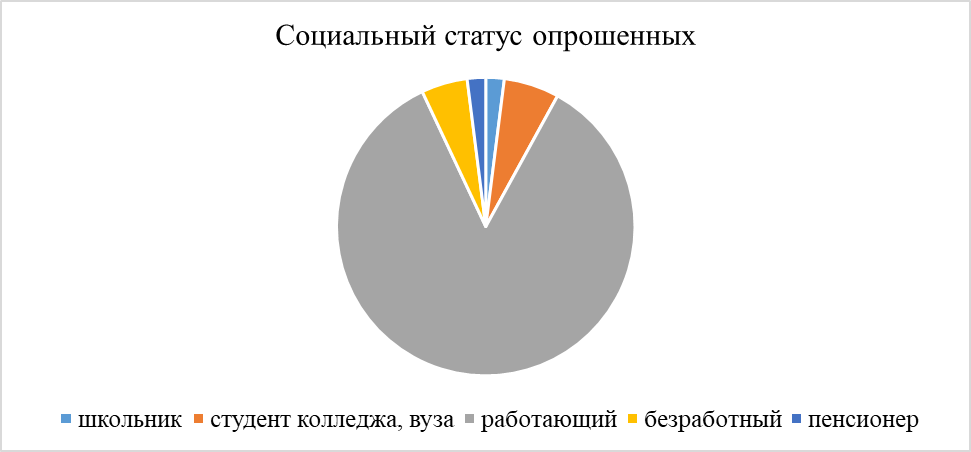 Социальный статус опрошенных
школьник студент колледжа, вуза работающий безработный пенсионер